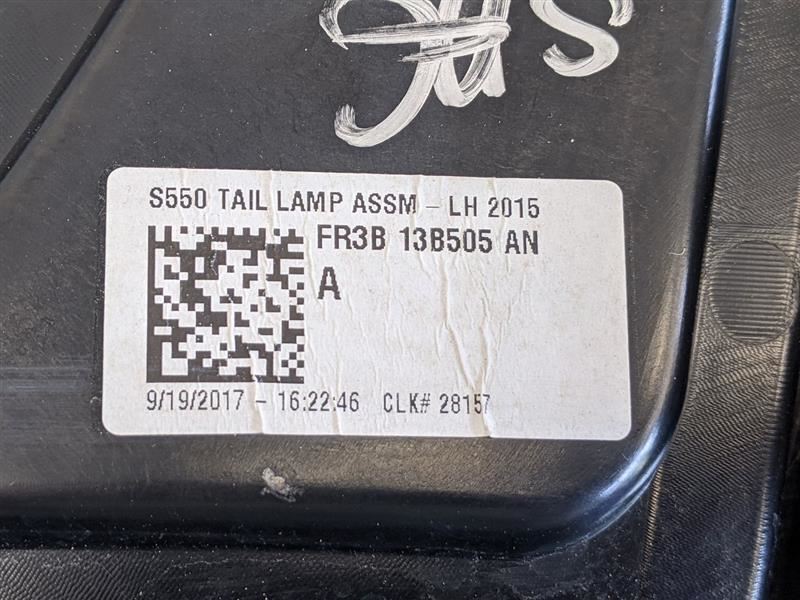 S550 TAIL LAMP ASSM - LH 2015
FR3B 13B505 AN
A
9/19/2017 - 16:22:46 CLK# 28157